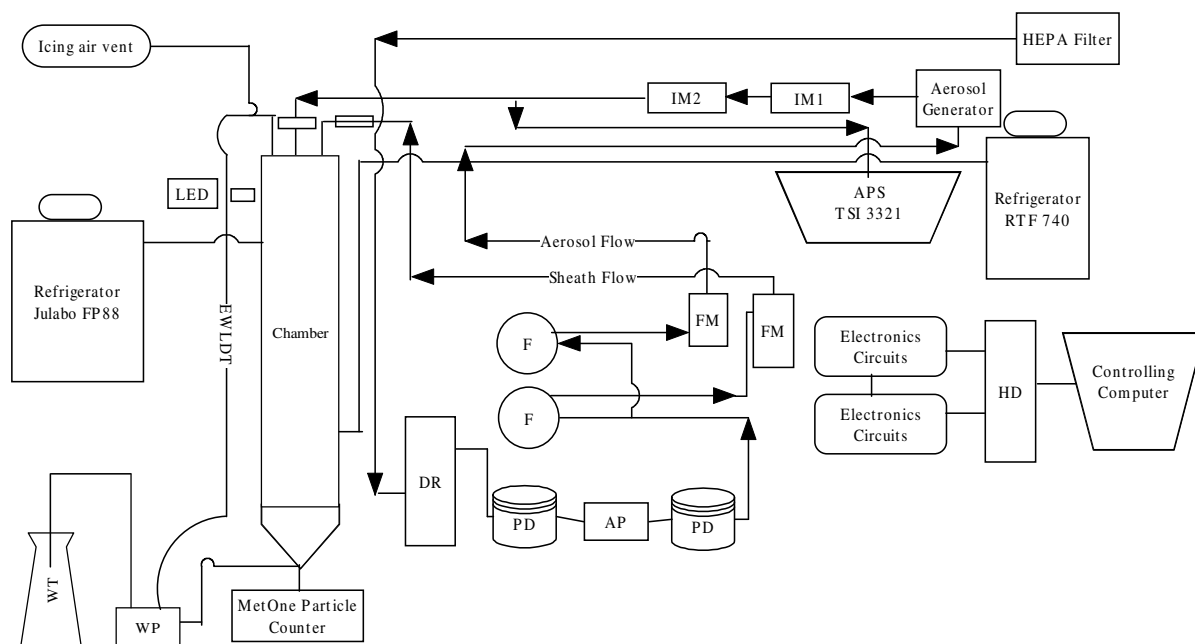 Icing air vent
HEPA Filter
IM2
IM1
Aerosol
Generator
LED
APS
TSI 3321
Refrigerator
RTF 740
Aerosol Flow
Sheath Flow
Refrigerator
Julabo FP88
EWLDT
Chamber
FM
FM
F
F
Electronics
Circuits
Electronics
Circuits
HD
Controlling
Computer
DR
PD
AP
PD
WT
WP
MetOne Particle
Counter